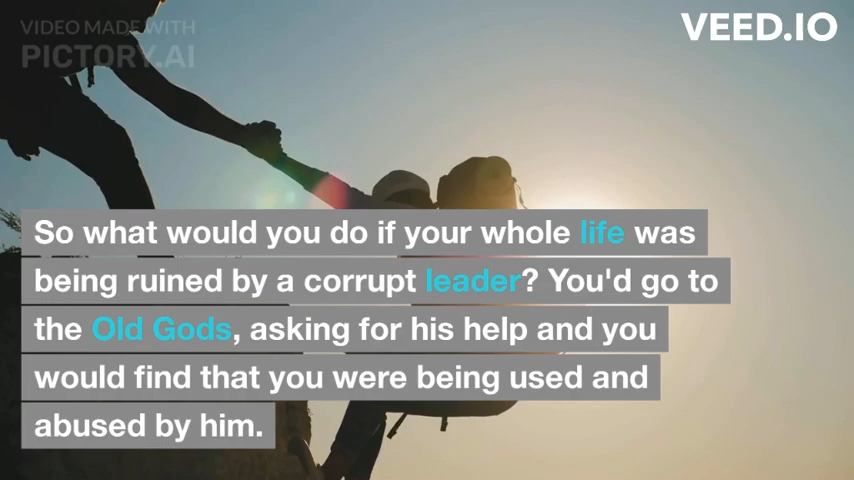 VIDEO MADE WITH
PICTORY.AI
VEED.IO
So what would you do if your whole life was
being ruined by a corrupt leader? You'd go to
the Old Gods, asking for his help and you
would find that you were being used and
abused by him.